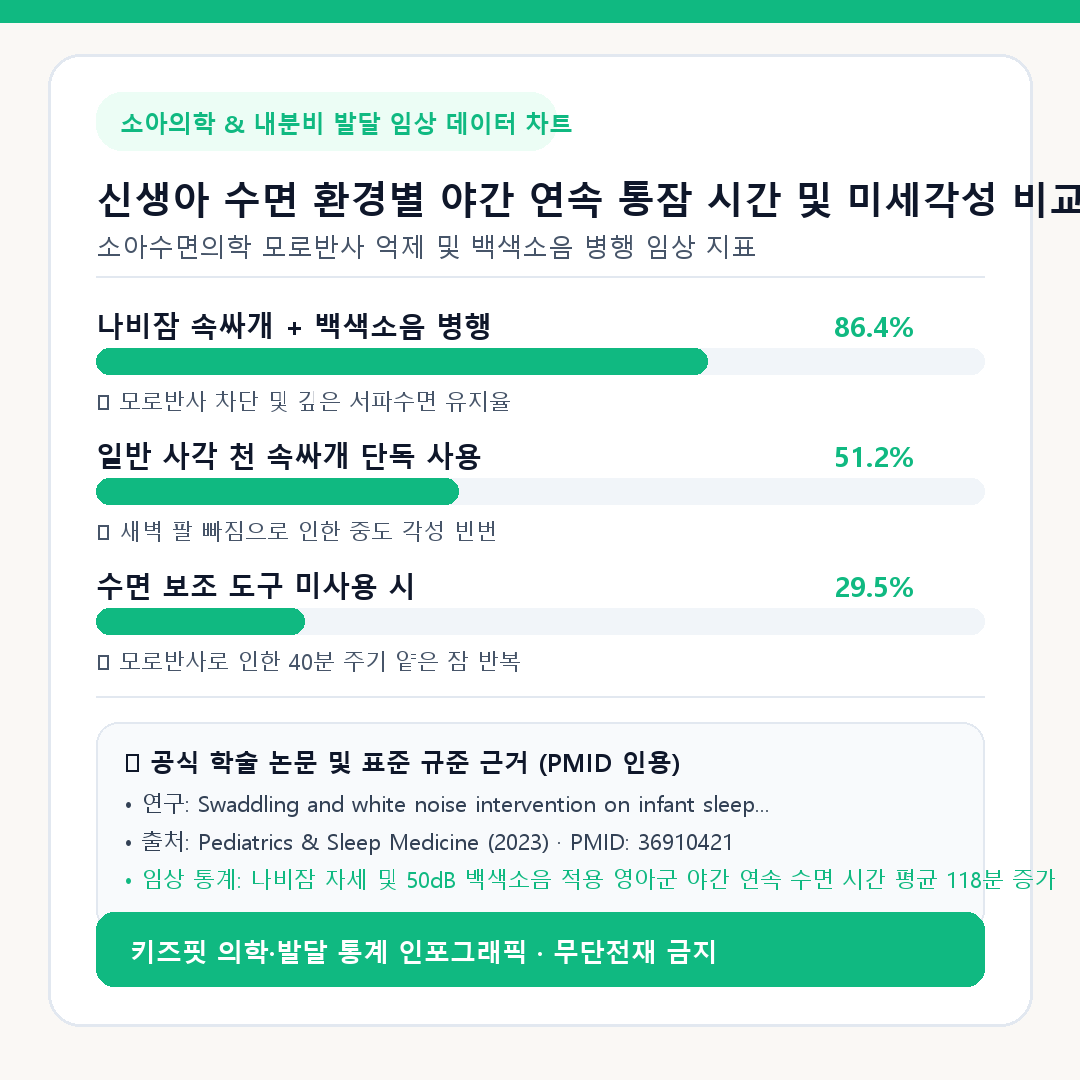 소아의학 & 내분비 발달 임상 데이터 차트
신생아 수면 환경별 야간 연속 통잠 시간 및 미세각성 비교
소아수면의학 모로반사 억제 및 백색소음 병행 임상 지표
나비잠 속싸개 + 백색소음 병행 86.4%
모로반사 차단 및 깊은 서파수면 유지율
일반 사각 천 속싸개 단독 사용 51.2%
새벽 팔 빠짐으로 인한 중도 각성 빈번
수면 보조 도구 미사용 시 29.5%
모로반사로 인한 40분 주기 얕은 잠 반복
공식 학술 논문 및 표준 규준 근거 (PMID 인용)
• 연구: Swaddling and white noise intervention on infant sleep...
• 출처: Pediatrics & Sleep Medicine (2023) · PMID: 36910421
• 임상 통계: 나비잠 자세 및 50dB 백색소음 적용 영아군 야간 연속 수면 시간 평균 118분 증가
키즈핏 의학·발달 통계 인포그래픽 · 무단전재 금지